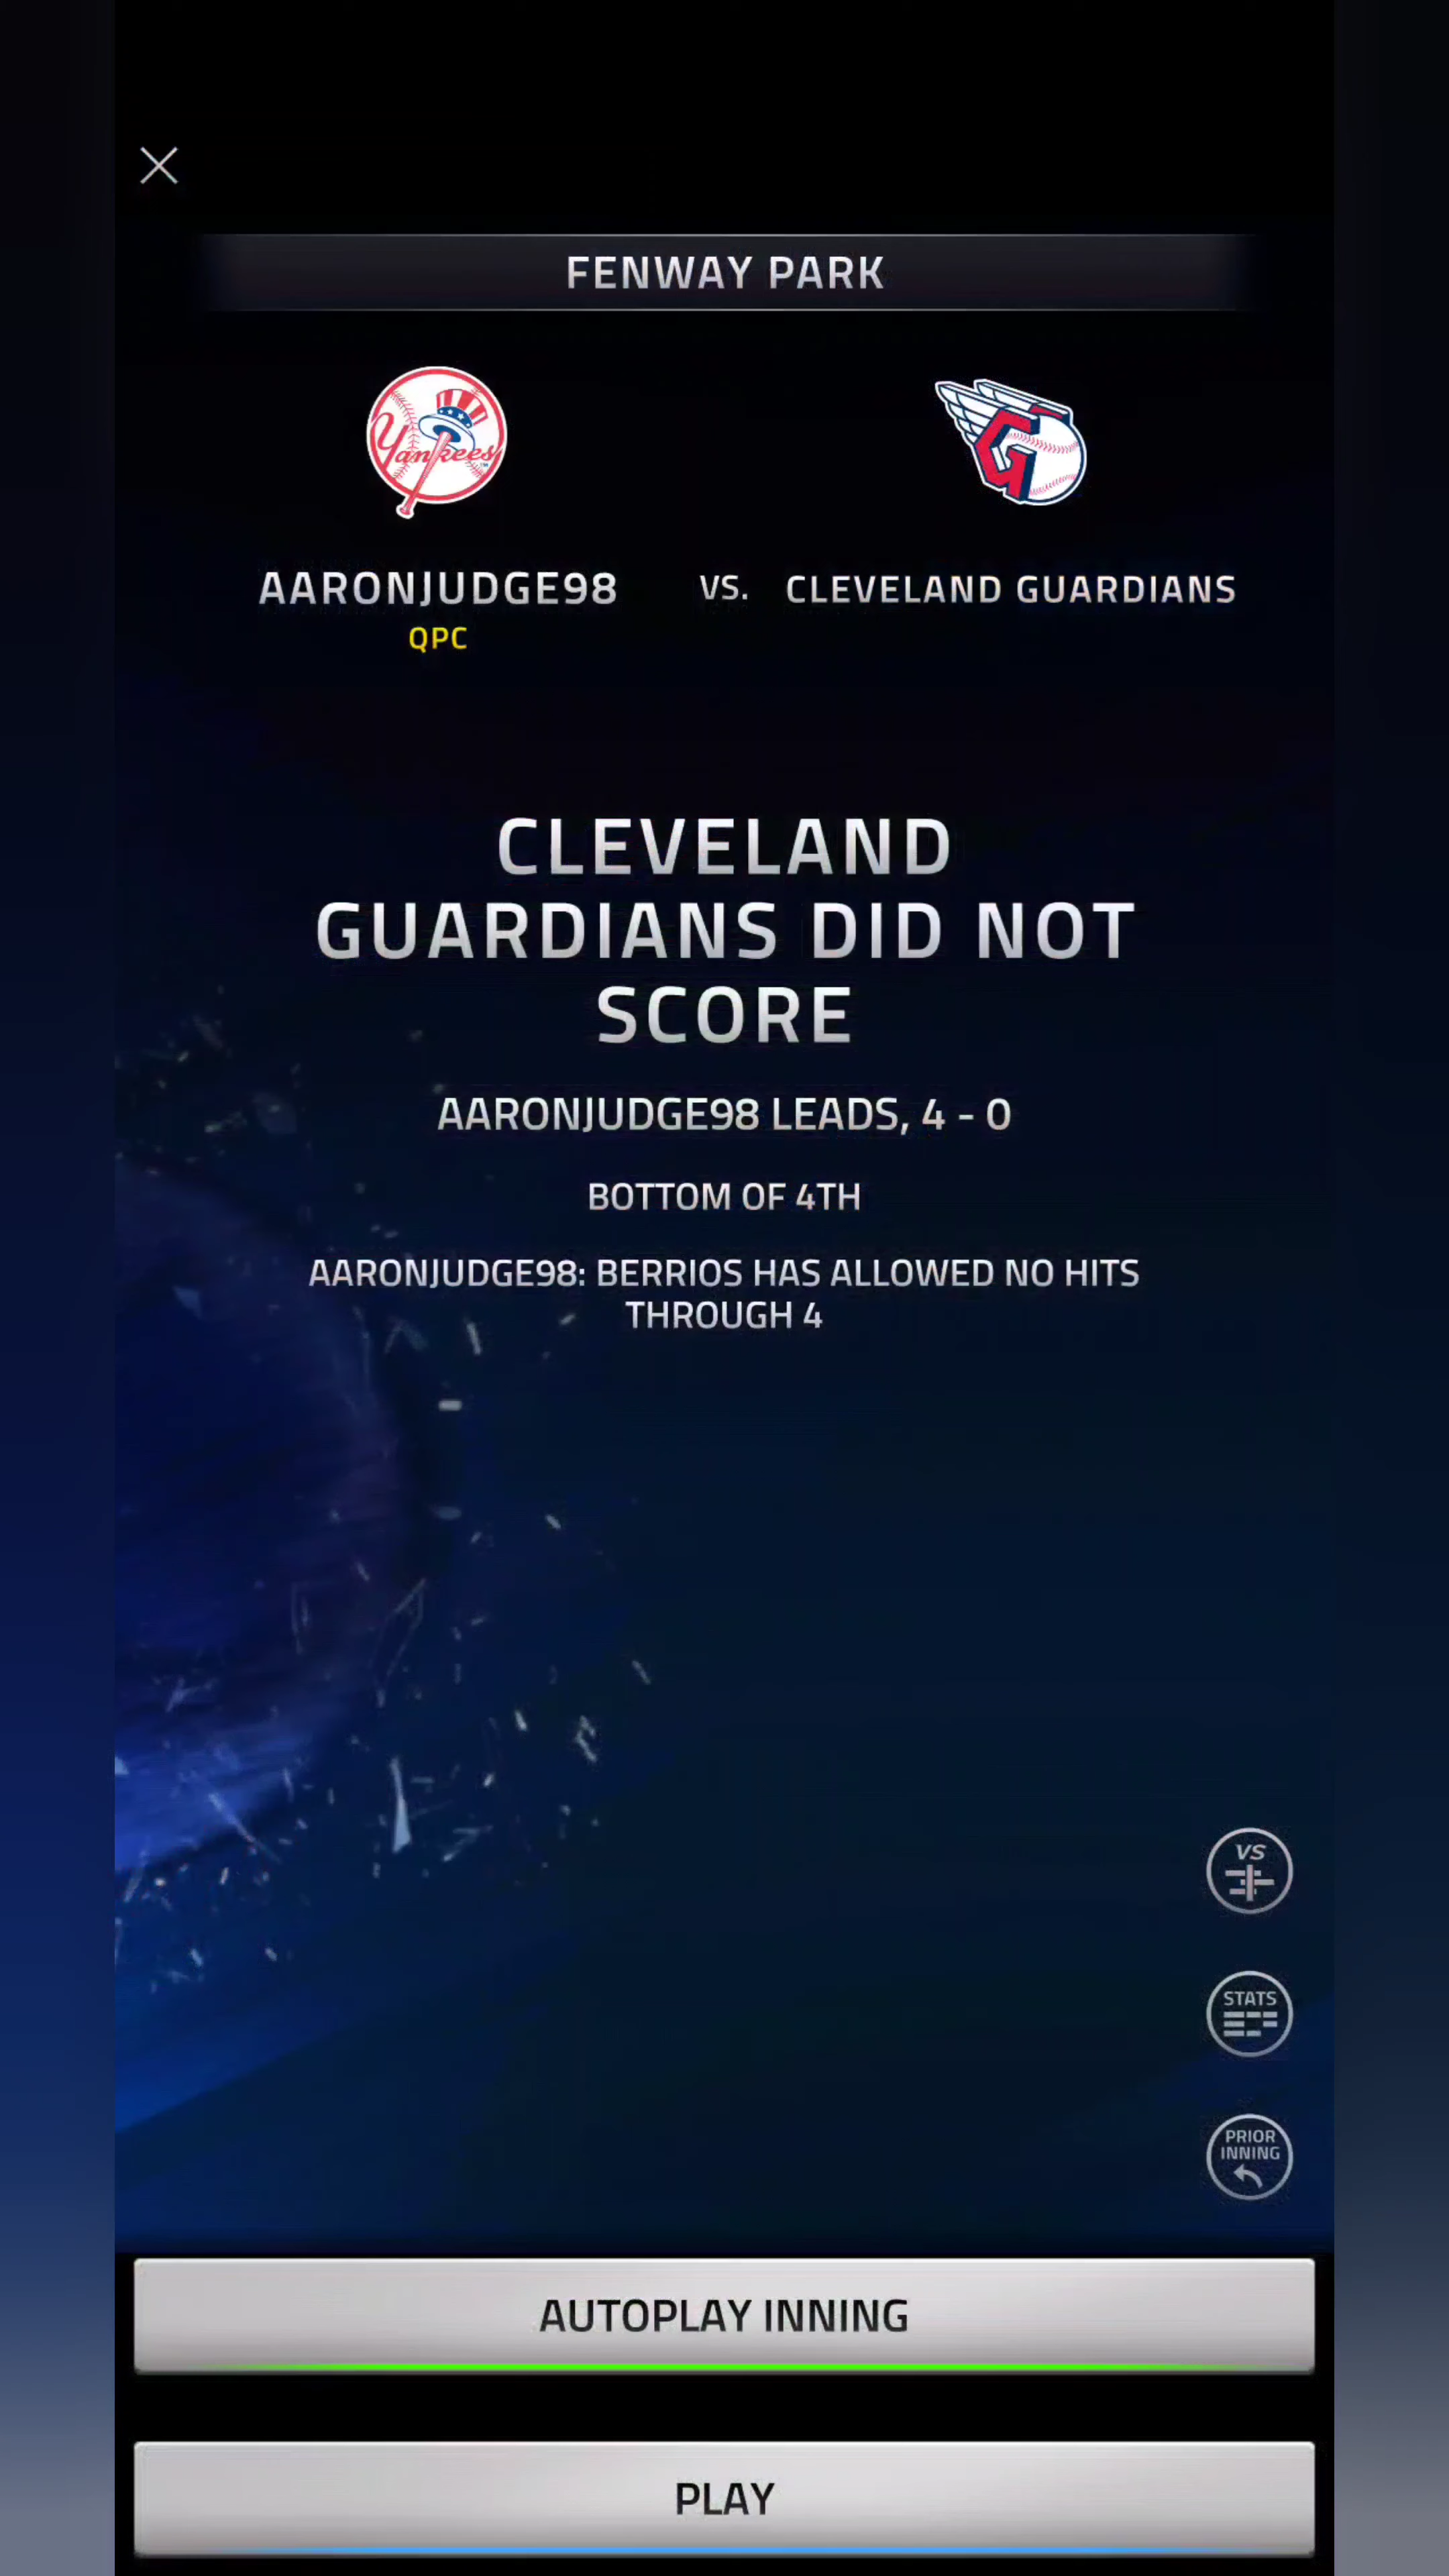 FENWAY PARK
Yankees
G
AARONJUDGE98 VS. CLEVELAND GUARDIANS
QPC
CLEVELAND
GUARDIANS DID NOT
SCORE
AARONJUDGE98 LEADS, 4 - 0
BOTTOM OF 4TH
AARONJUDGE98: BERRIOS HAS ALLOWED NO HITS
THROUGH 4
VS
STATS
PRIOR
INNING
AUTOPLAY INNING
PLAY